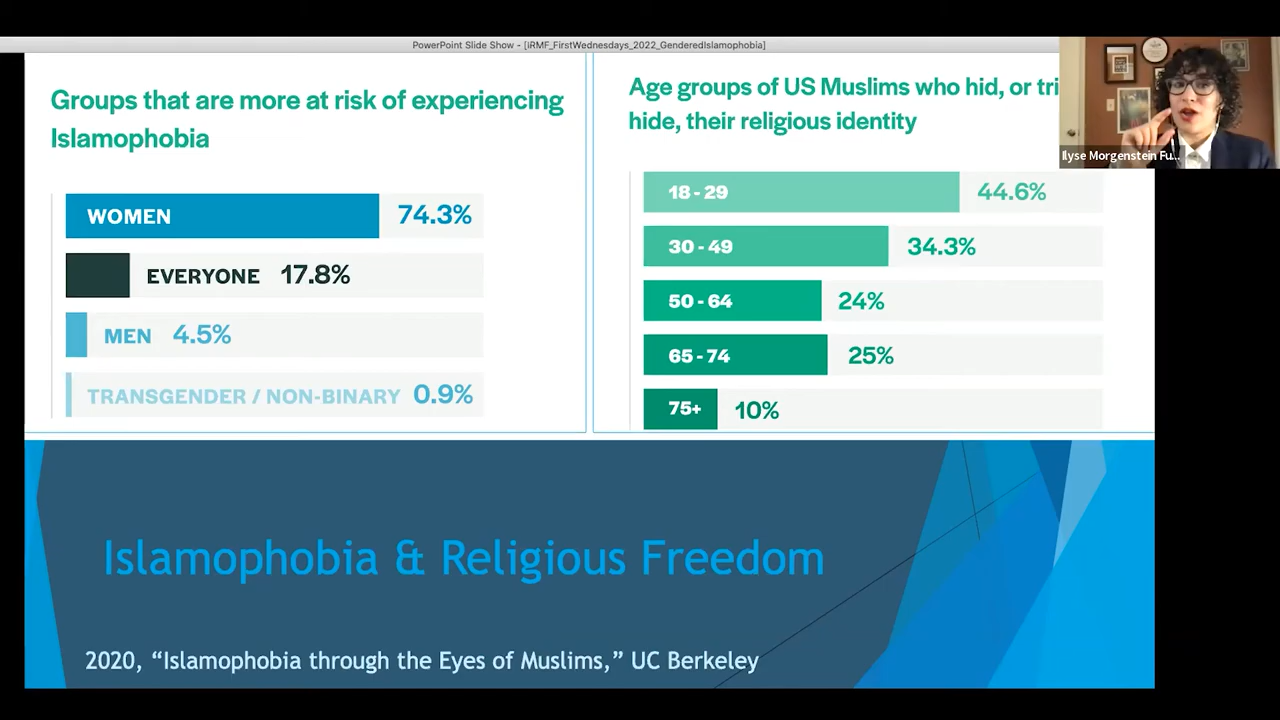 PowerPoint Slide Show - [iRMF_FirstWednesdays_2022_GenderedIslamophobia]
Groups that are more at risk of experiencing
Islamophobia
WOMEN 74.3%
EVERYONE 17.8%
MEN 4.5%
TRANSGENDER / NON-BINARY 0.9%
Age groups of US Muslims who hid, or tri
hide, their religious identity
18 - 29 44.6%
30 - 49 34.3%
50 - 64 24%
65 - 74 25%
75+ 10%
Ilyse Morgenstein Fu...
Islamophobia & Religious Freedom
2020, “Islamophobia through the Eyes of Muslims,” UC Berkeley